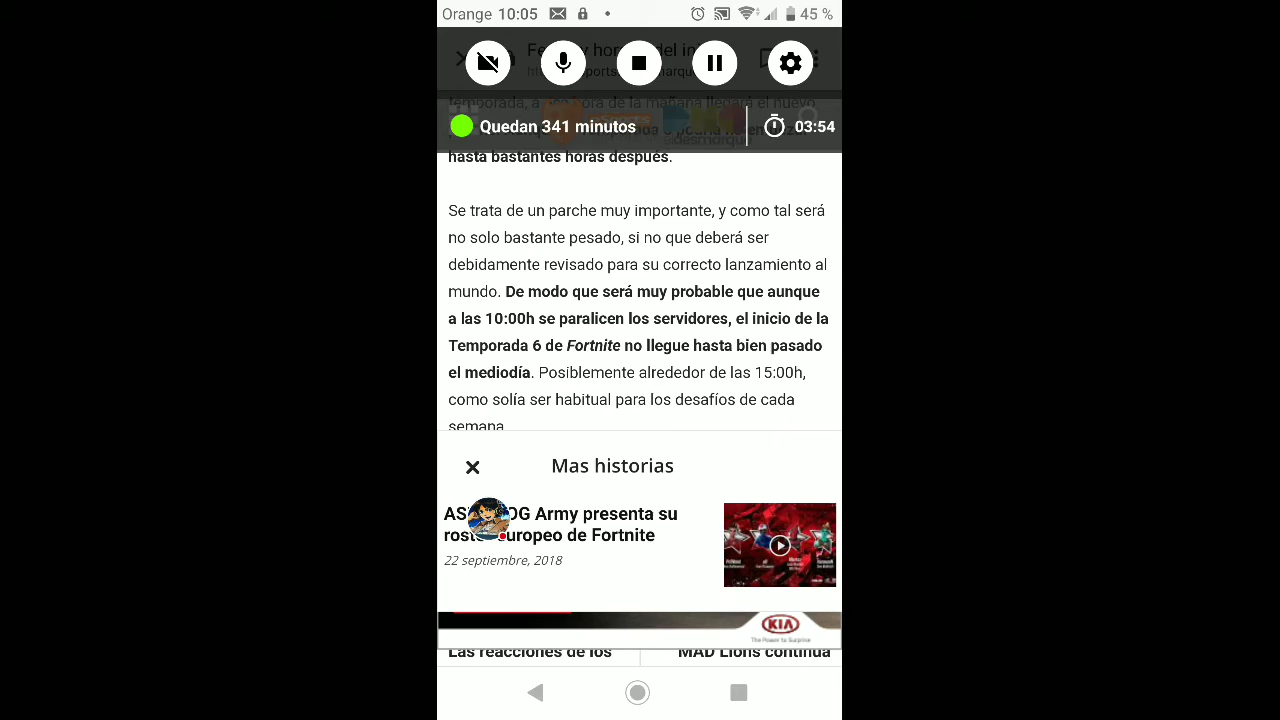 Orange 10:05
45 %
Quedan 341 minutos
03:54
hasta bastantes horas después.
Se trata de un parche muy importante, y como tal será
no solo bastante pesado, si no que deberá ser
debidamente revisado para su correcto lanzamiento al
mundo. De modo que será muy probable que aunque
a las 10:00h se paralicen los servidores, el inicio de la
Temporada 6 de Fortnite no llegue hasta bien pasado
el mediodía. Posiblemente alrededor de las 15:00h,
como solía ser habitual para los desafíos de cada
semana
Mas historias
Army presenta su
europeo de Fortnite
22 septiembre, 2018
KIA
The Power to Surprise
Las reacciones de los
MAD Lions continúa